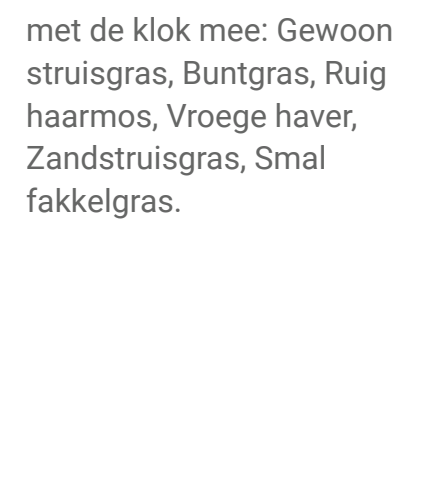 met de klok mee: Gewoon
struisgras, Buntgras, Ruig
haarmos, Vroege haver,
Zandstruisgras, Smal
fakkelgras.